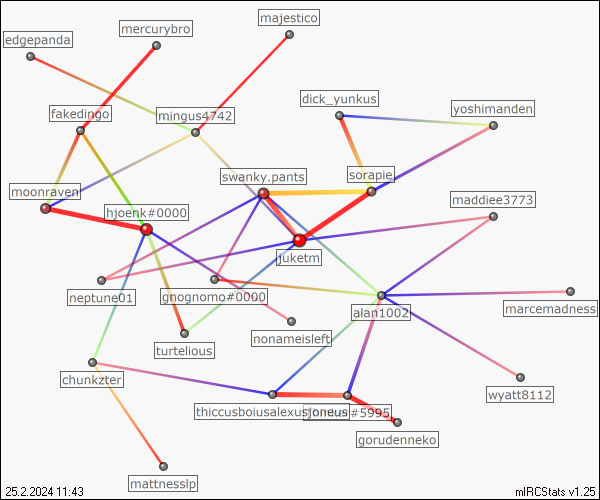 majestico
mercurybro
edgepanda
dick_yunkus
yoshimanden
fakedingo
mingus4742
swanky.pants
sorapie
moonraven
maddiee3773
hjoenk#0000
juketm
neptune01
gnognomo#0000
alan1002
marcemadness
nonameisleft
turtelious
chunkzter
wyatt8112
thiccusboiusalexus
#5995
gorudenneko
mattnesslp
25.2.2024 11:43
mIRCStats v1.25